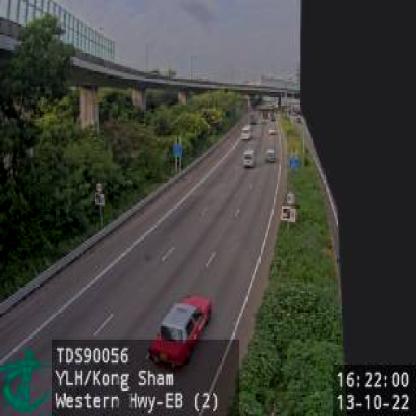 TDS90056
YLH/Kong Sham
Western Hwy-EB (2)
16:22:00
13-10-22